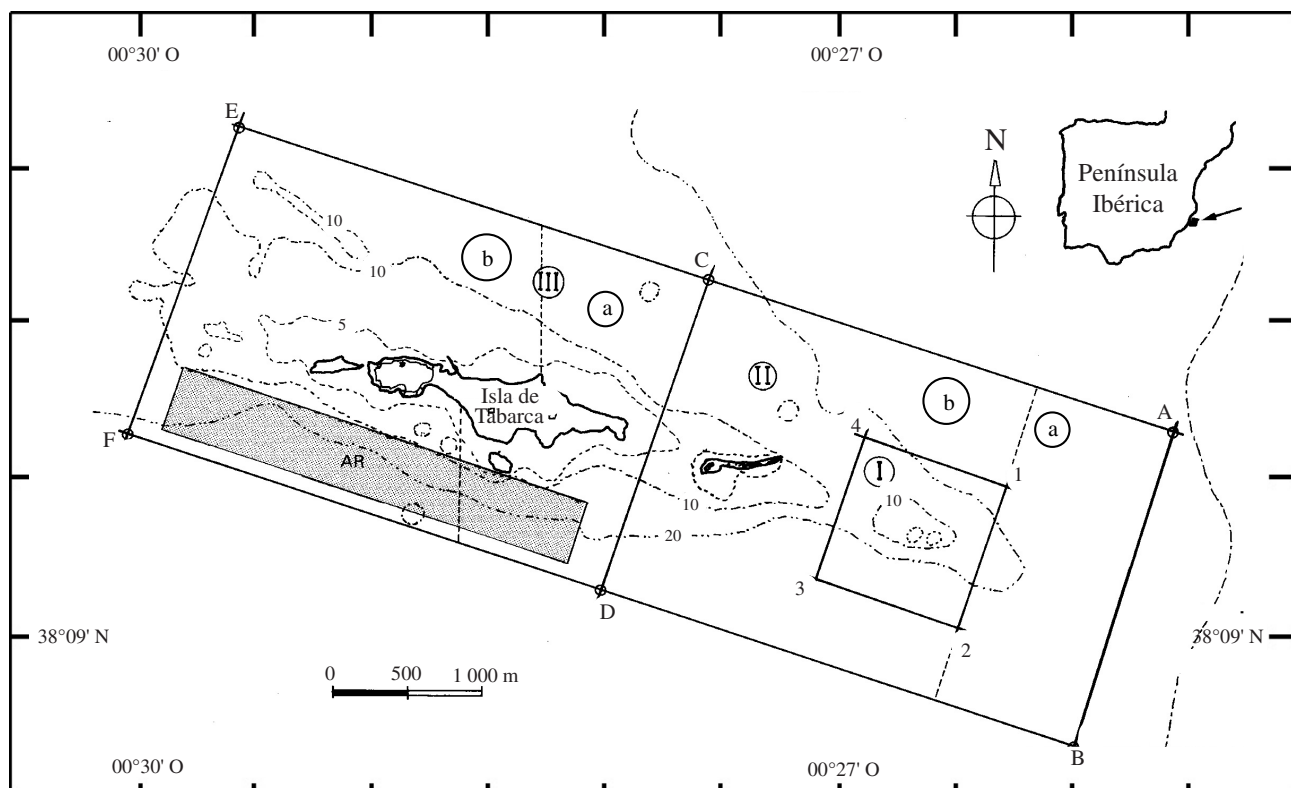 00°30' O
00°27' O
E
N
Península
Ibérica
10
b
C
10
III
a
5
II
b
A
Isla de
Tabarca
a
4
F
I
AR
1
10
10
20
3
D
38°09' N
38°09' N
2
0 500 1 000 m
B
00°30' O
00°27' O